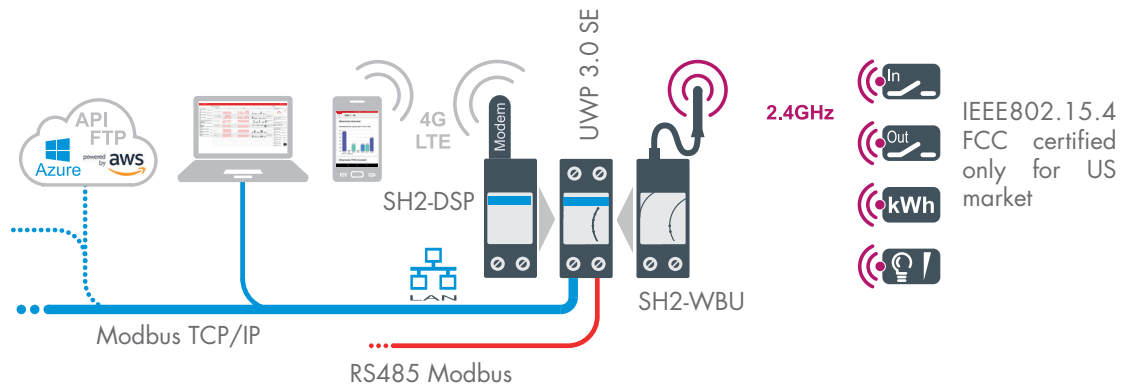 API
FTP
Azure
powered
by
aws
4G
LTE
Modem
SH2-DSP
UWP 3.0 SE
SH2-WBU
2.4GHz
In
Out
kWh
IEEE802.15.4
FCC certified
only for US
market
LAN
Modbus TCP/IP
RS485 Modbus